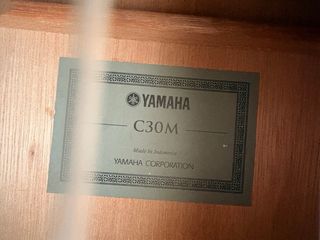 YAMAHA
C30M
Made in Indonesia
YAMAHA CORPORATION